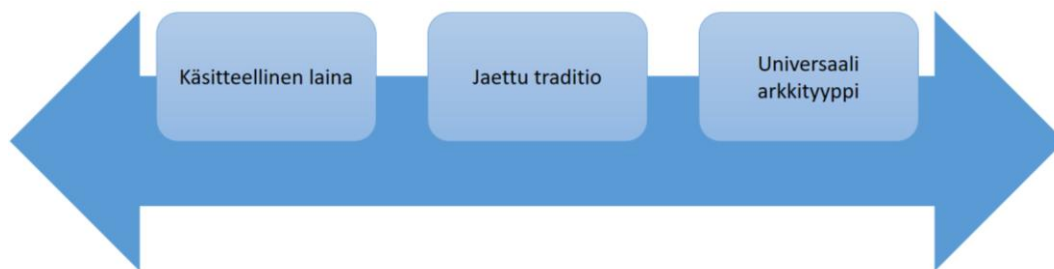 Käsitteellinen laina
Jaettu traditio
Universaali
arkkityyppi